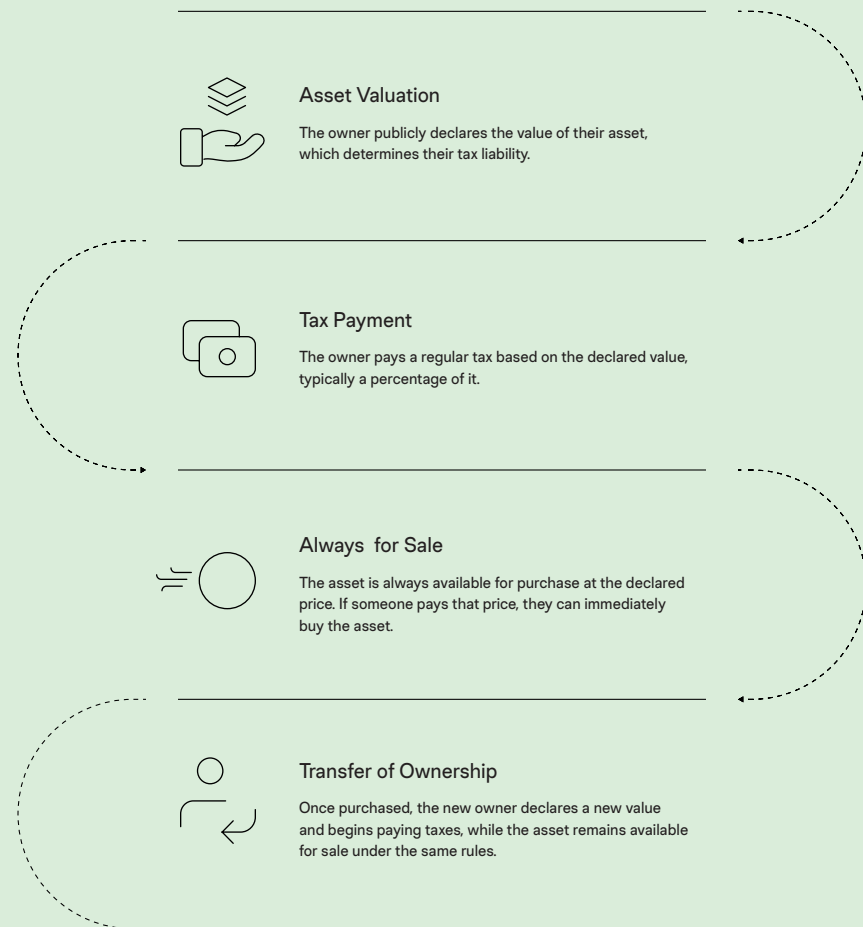 Asset Valuation
The owner publicly declares the value of their asset,
which determines their tax liability.
Tax Payment
The owner pays a regular tax based on the declared value,
typically a percentage of it.
Always  for Sale
The asset is always available for purchase at the declared
price. If someone pays that price, they can immediately
buy the asset.
Transfer of Ownership
Once purchased, the new owner declares a new value
and begins paying taxes, while the asset remains available
for sale under the same rules.